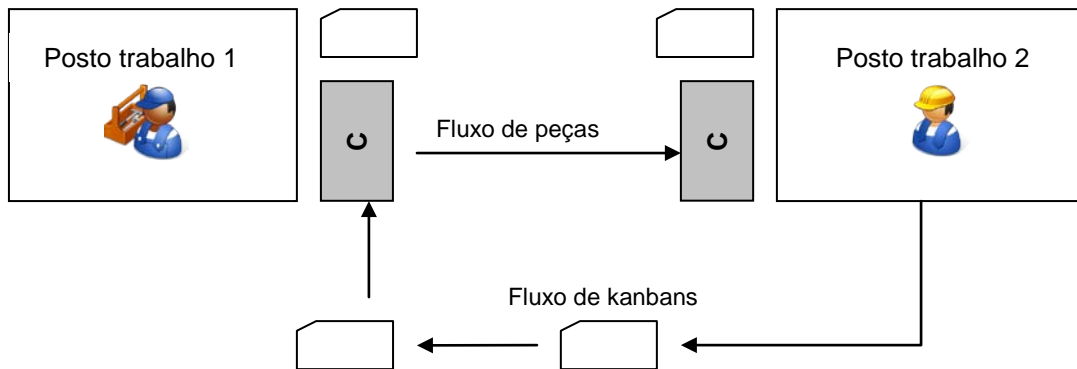 Posto trabalho 1
Posto trabalho 2
C
Fluxo de peças
C
Fluxo de kanbans